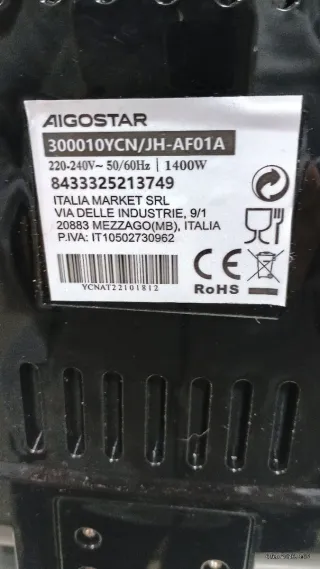 AIGOSTAR
300010YCN/JH-AF01A
220-240V~ 50/60Hz | 1400W
8433325213749
ITALIA MARKET SRL
VIA DELLE INDUSTRIE, 9/1
20883 MEZZAGO(MB), ITALIA
P.IVA: IT10502730962
CE
RoHS
YCNAT22101812